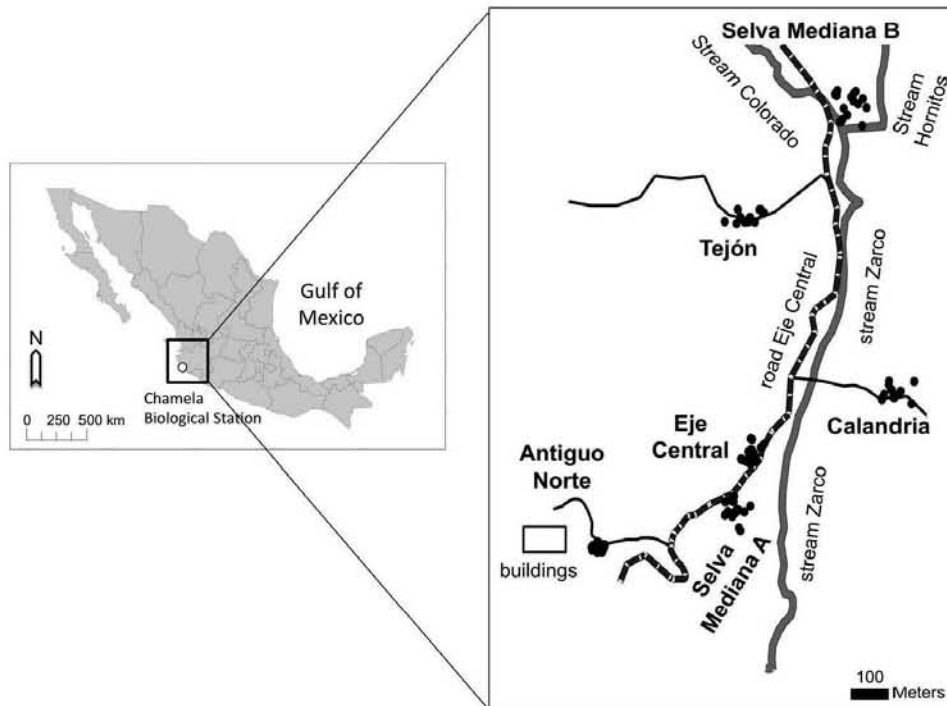 N
0 250 500 km
Gulf of
Mexico
Chamela
Biological Station
Selva Mediana B
Stream Colorado
Stream
Hornitos
Tejón
road Eje Central
stream Zarco
Calandria
Eje
Central
Antiguo
Norte
buildings
Selva
Mediana A
stream Zarco
100
Meters